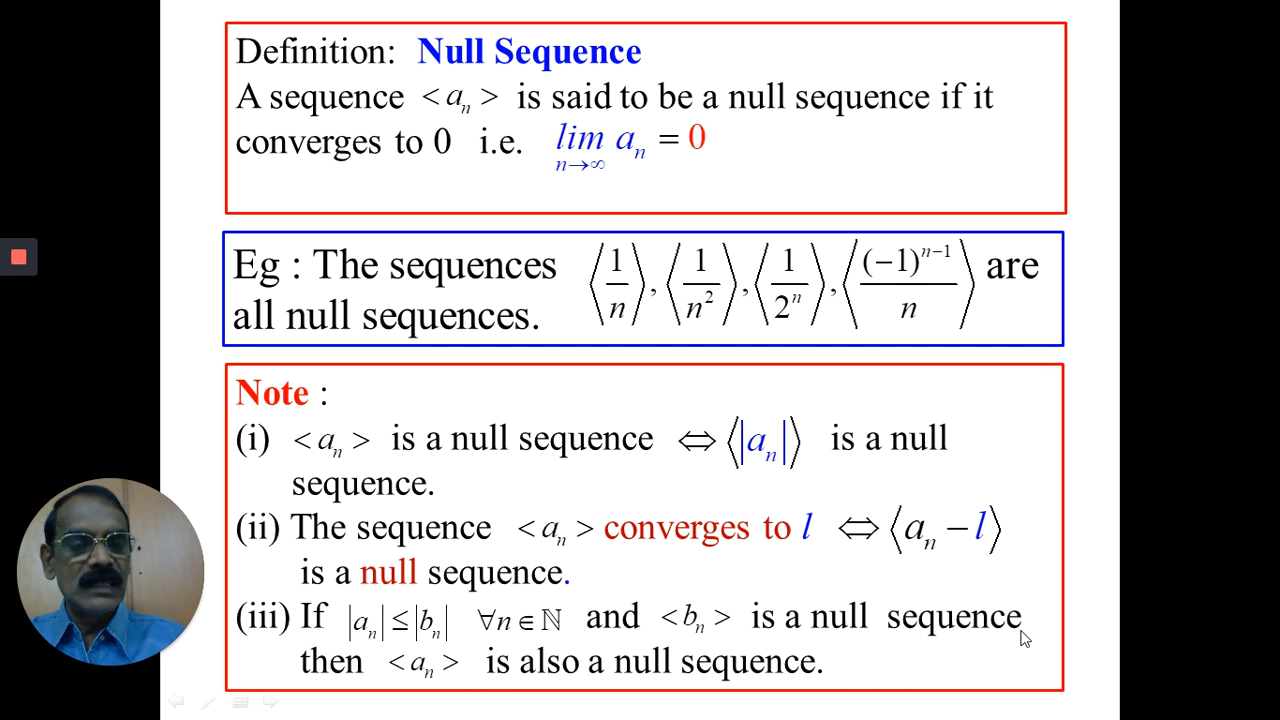 Definition: Null Sequence
A sequence < aₙ > is said to be a null sequence if it
converges to 0 i.e. lim aₙ = 0
n→∞
Eg : The sequences ⟨1/n⟩, ⟨1/n²⟩, ⟨1/2ⁿ⟩, ⟨(−1)ⁿ⁻¹/n⟩ are
all null sequences.
Note :
(i) < aₙ > is a null sequence ⇔ ⟨|aₙ|⟩ is a null
sequence.
(ii) The sequence < aₙ > converges to l ⇔ ⟨aₙ − l⟩
is a null sequence.
(iii) If |aₙ| ≤ |bₙ| ∀n ∈ ℕ and < bₙ > is a null sequence
then < aₙ > is also a null sequence.